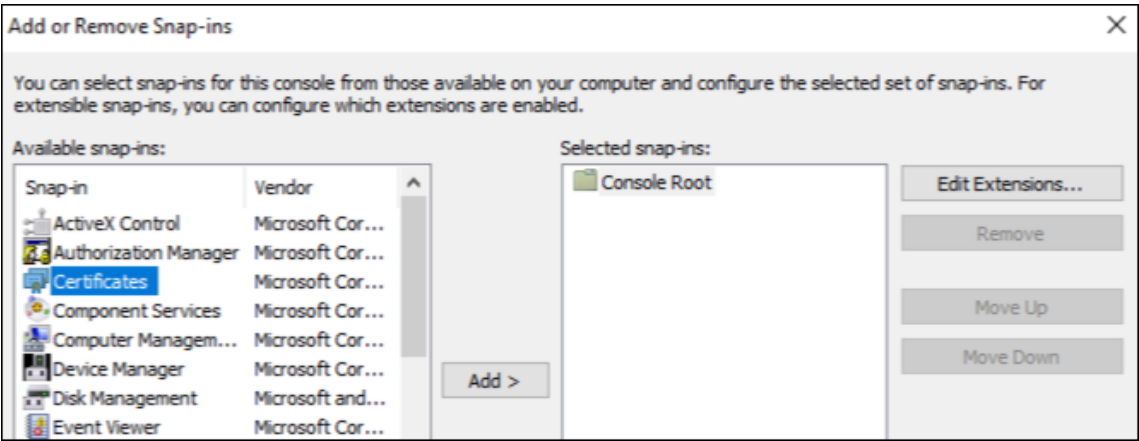 Add or Remove Snap-ins
You can select snap-ins for this console from those available on your computer and configure the selected set of snap-ins. For
extensible snap-ins, you can configure which extensions are enabled.
Available snap-ins:
Snap-in Vendor
ActiveX Control Microsoft Cor...
Authorization Manager Microsoft Cor...
Certificates Microsoft Cor...
Component Services Microsoft Cor...
Computer Managem... Microsoft Cor...
Device Manager Microsoft Cor...
Disk Management Microsoft and...
Event Viewer Microsoft Cor...
Add >
Selected snap-ins:
Console Root
Edit Extensions...
Remove
Move Up
Move Down